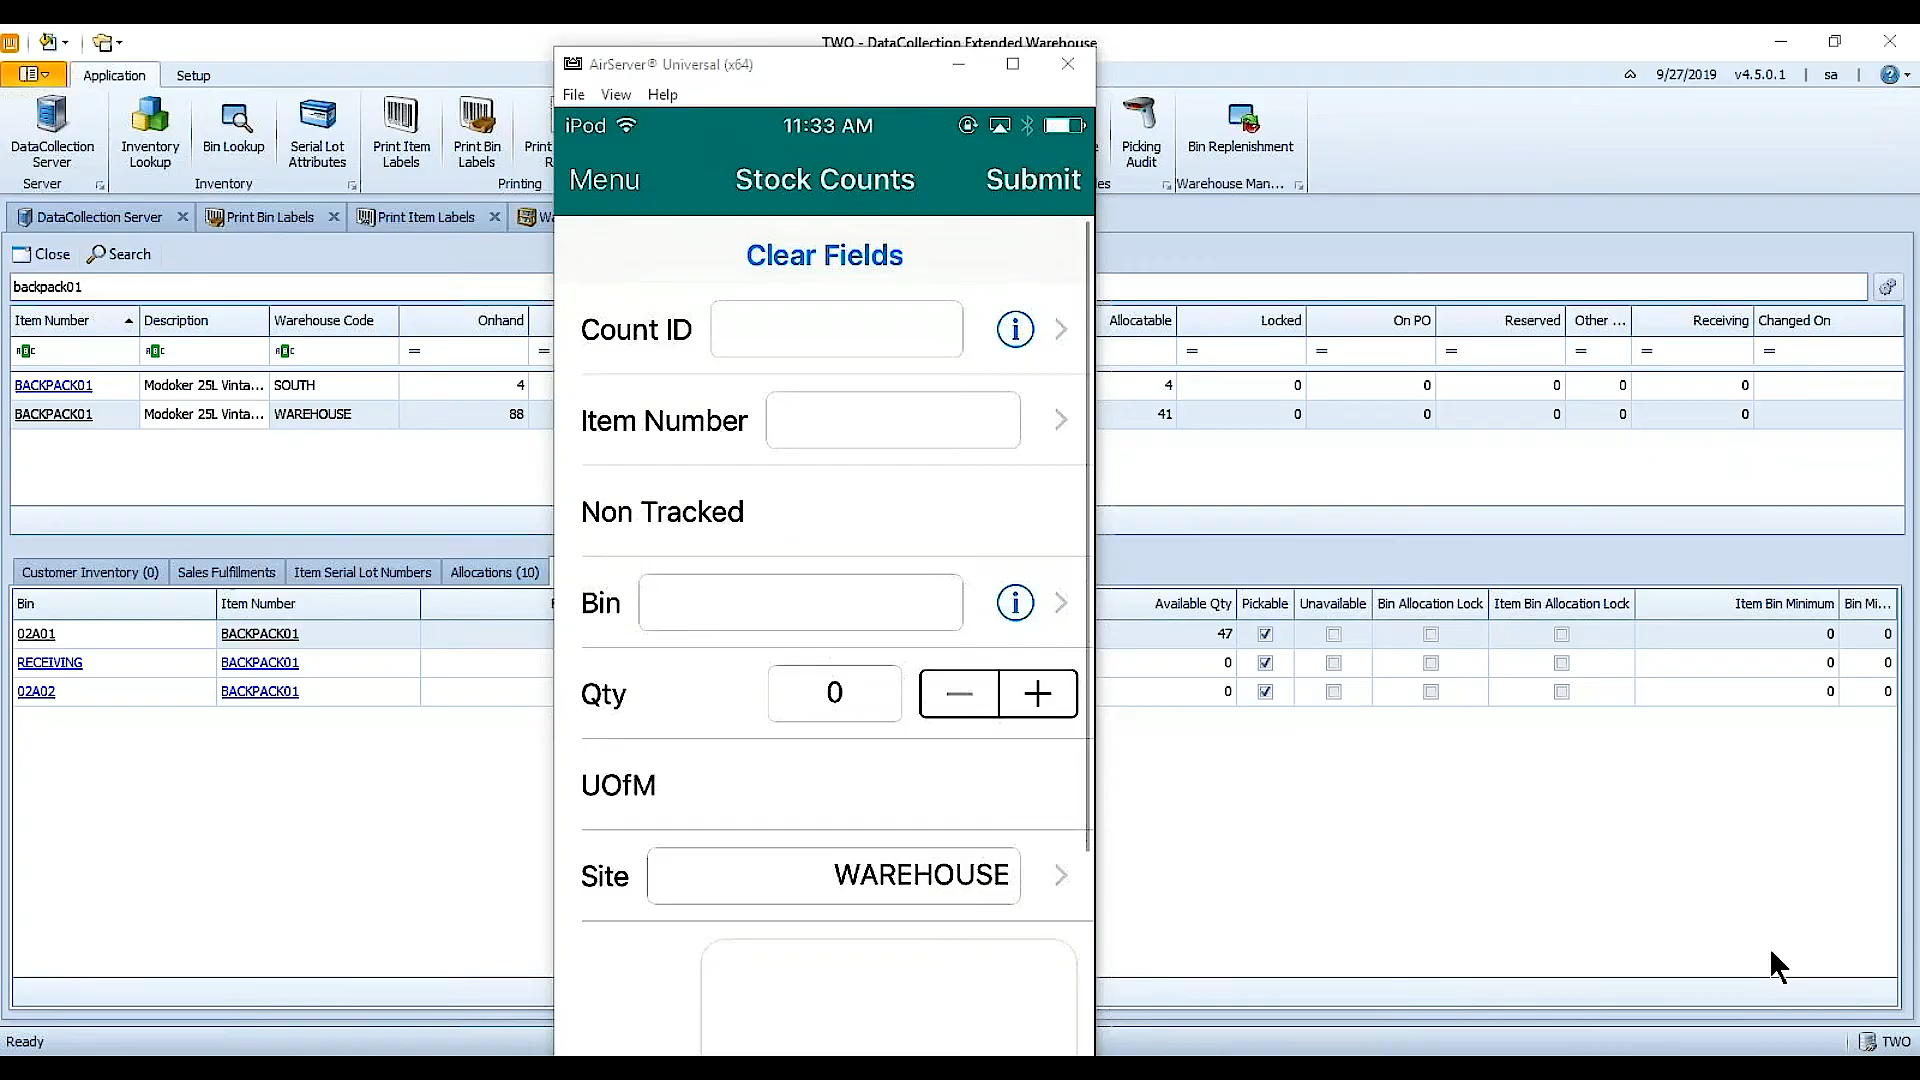 TWO - DataCollection Extended Warehouse
Application
Setup
9/27/2019 v4.5.0.1 | sa |
DataCollection
Server
Inventory
Lookup
Bin Lookup
Serial Lot
Attributes
Print Item
Labels
Print Bin
Labels
Print
Picking
Audit
Bin Replenishment
Server
Inventory
Printing
Warehouse Man...
DataCollection Server
Print Bin Labels
Print Item Labels
Close
Search
backpack01
Item Number Description Warehouse Code Onhand
Allocatable Locked On PO Reserved Other ... Receiving Changed On
BACKPACK01 Modoker 25L Vinta... SOUTH 4
4 0 0 0 0 0
BACKPACK01 Modoker 25L Vinta... WAREHOUSE 88
41 0 0 0 0 0
Customer Inventory (0) Sales Fulfillments Item Serial Lot Numbers Allocations (10)
Bin Item Number
Available Qty Pickable Unavailable Bin Allocation Lock Item Bin Allocation Lock Item Bin Minimum Bin Mi...
02A01 BACKPACK01
47 0 0
RECEIVING BACKPACK01
0 0 0
02A02 BACKPACK01
0 0 0
AirServer® Universal (x64)
File View Help
iPod 11:33 AM
Menu Stock Counts Submit
Clear Fields
Count ID
Item Number
Non Tracked
Bin
Qty 0 − +
UOfM
Site WAREHOUSE
Ready
TWO